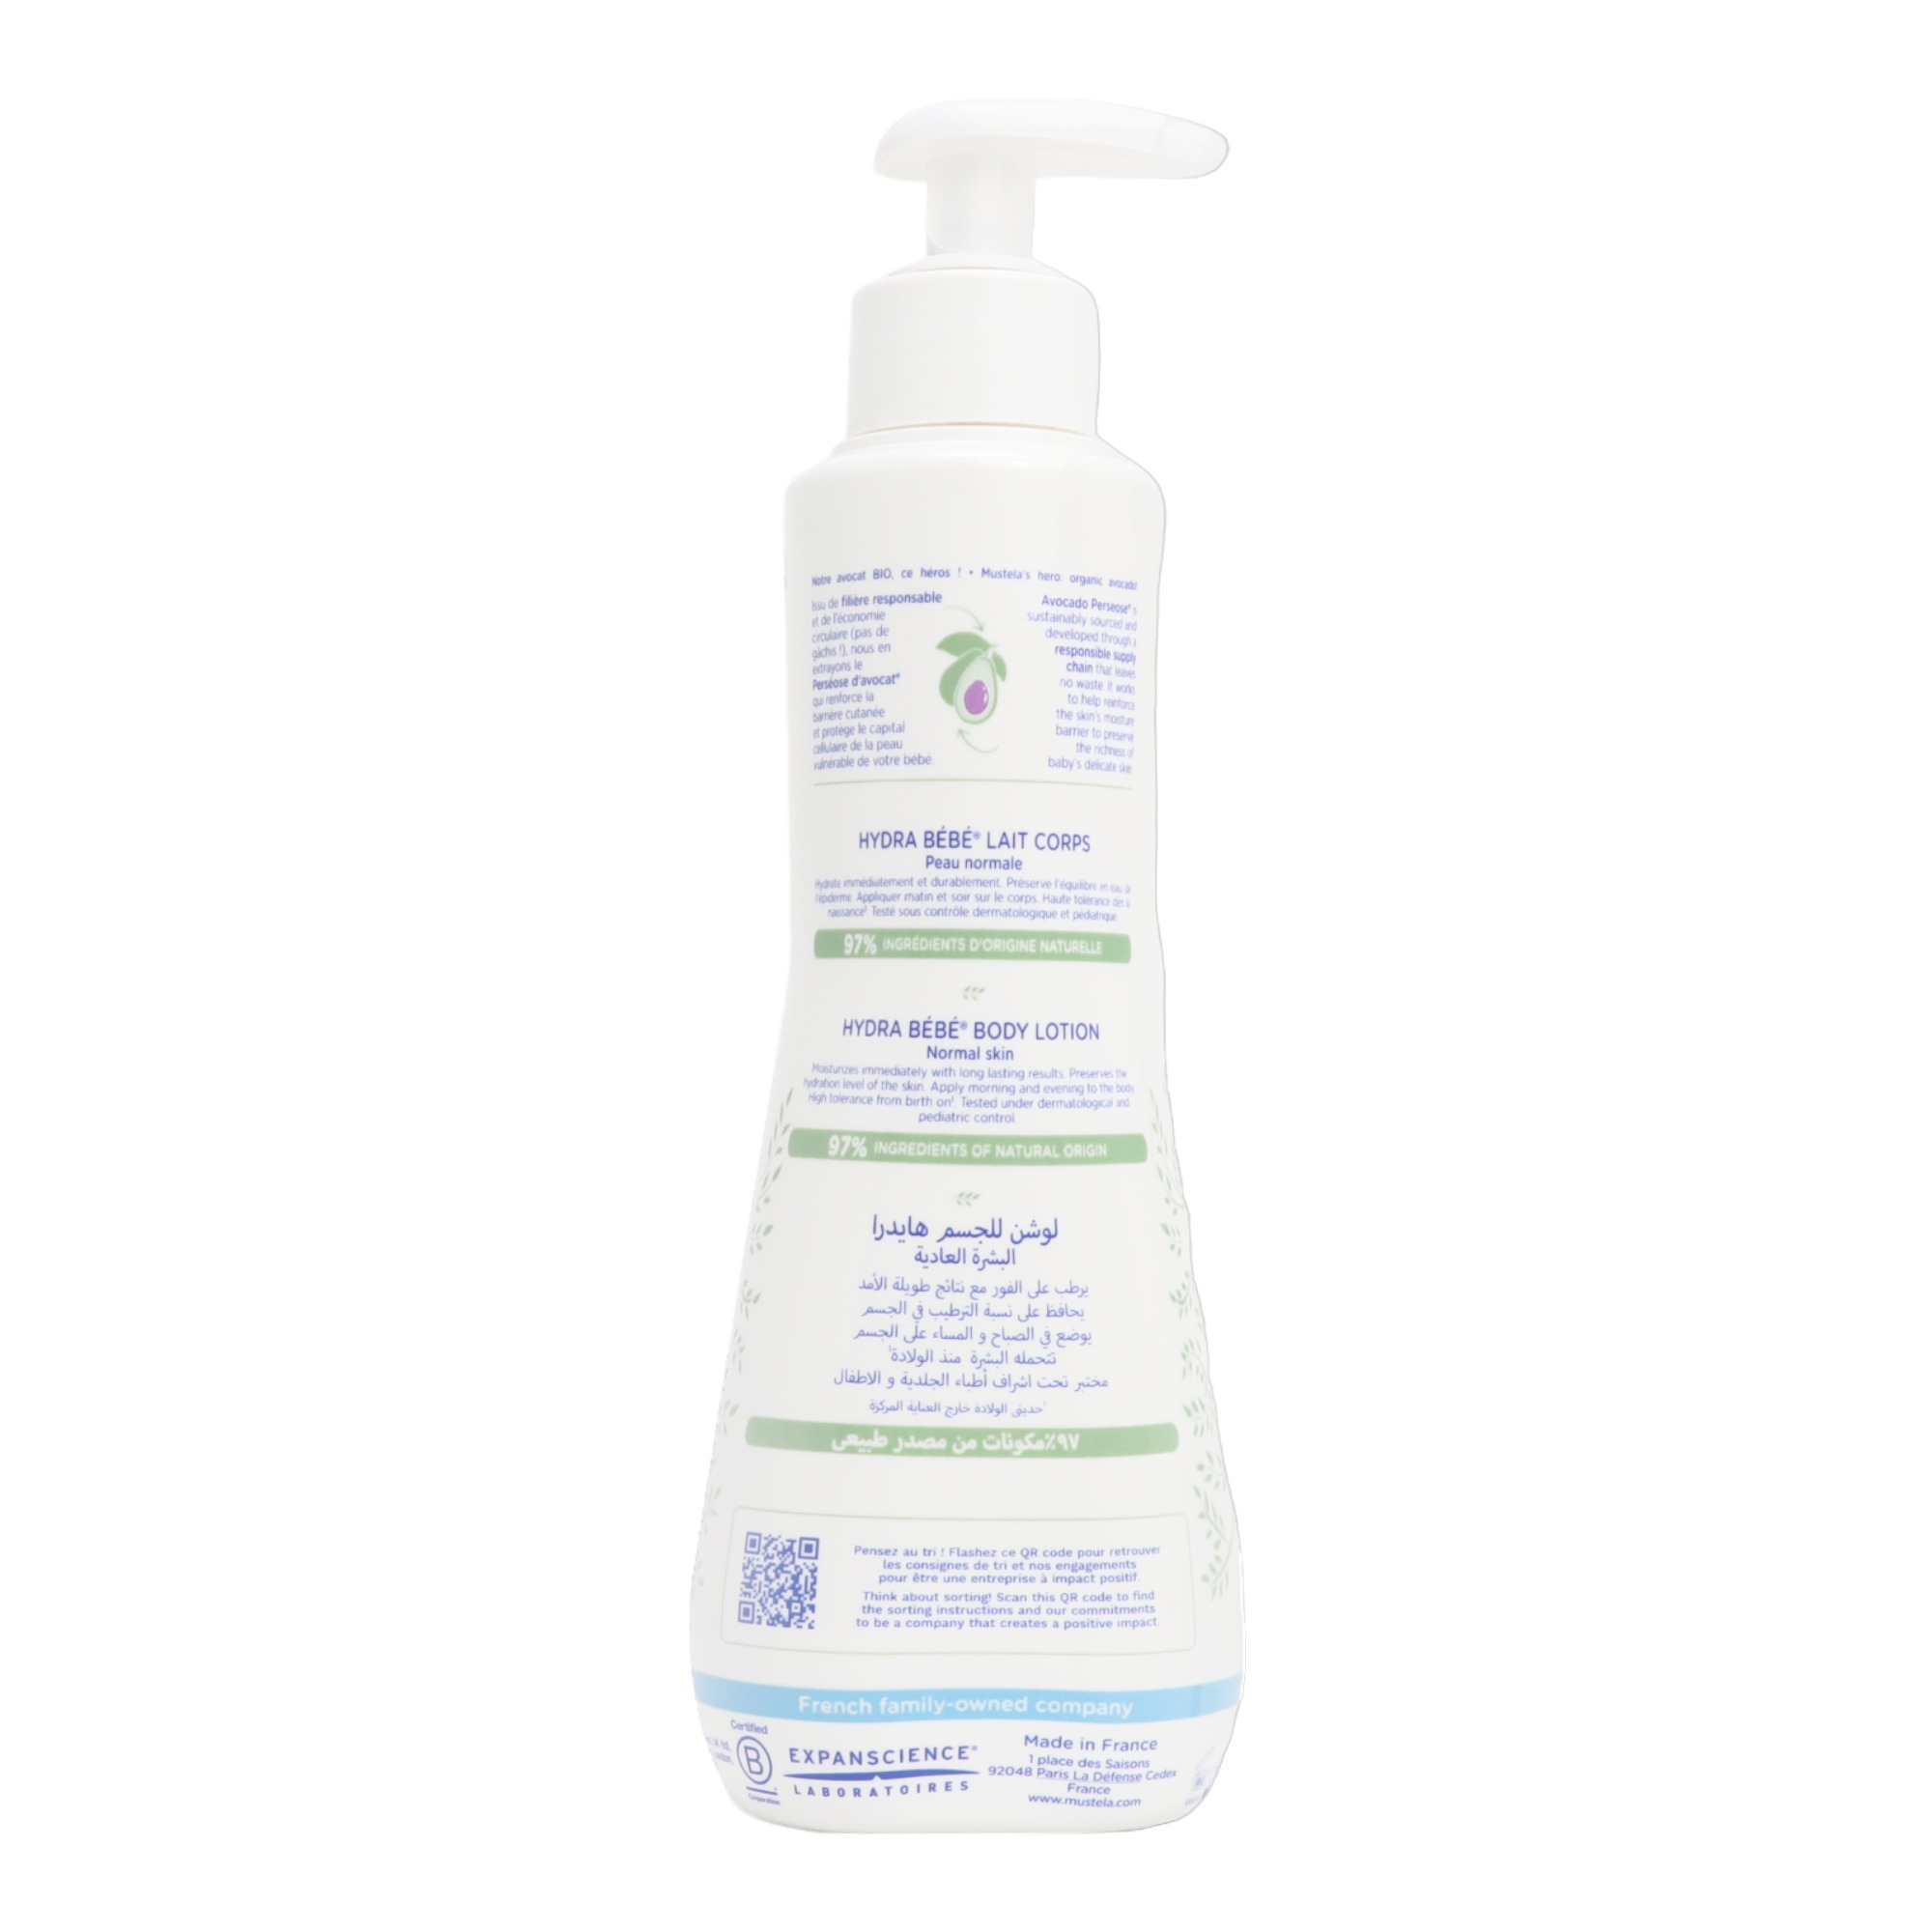 Notre avocat BIO, ce héros ! • Mustela's hero: organic avocado!
Issu de filière responsable
et de l'économie
circulaire (pas de
gâchis !), nous en
extrayons le
Perséose d'avocat®
qui renforce la
barrière cutanée
et protège le capital
cellulaire de la peau
vulnérable de votre bébé.
Avocado Perseose® is
sustainably sourced and
developed through a
responsible supply
chain that leaves
no waste. It works
to help reinforce
the skin's moisture
barrier to preserve
the richness of
baby's delicate skin.
HYDRA BÉBÉ® LAIT CORPS
Peau normale
Hydrate immédiatement et durablement. Préserve l'équilibre en eau de
l'épiderme. Appliquer matin et soir sur le corps. Haute tolérance dès la
naissance¹. Testé sous contrôle dermatologique et pédiatrique.
97% INGRÉDIENTS D'ORIGINE NATURELLE
HYDRA BÉBÉ® BODY LOTION
Normal skin
Moisturizes immediately with long lasting results. Preserves the
hydration level of the skin. Apply morning and evening to the body.
High tolerance from birth on¹. Tested under dermatological and
pediatric control.
97% INGREDIENTS OF NATURAL ORIGIN
لوشن للجسم هايدرا
البشرة العادية
يرطب على الفور مع نتائج طويلة الأمد
يحافظ على نسبة الترطيب في الجسم
يوضع في الصباح و المساء على الجسم
تتحمله البشرة منذ الولادة¹
مختبر تحت اشراف أطباء الجلدية و الاطفال
¹حديثي الولادة خارج العناية المركزة
٩٧٪مكونات من مصدر طبيعى
Pensez au tri ! Flashez ce QR code pour retrouver
les consignes de tri et nos engagements
pour être une entreprise à impact positif.
Think about sorting! Scan this QR code to find
the sorting instructions and our commitments
to be a company that creates a positive impact.
French family-owned company
Certified
B
Corporation
EXPANSCIENCE®
LABORATOIRES
Made in France
1 place des Saisons
92048 Paris La Défense Cedex
France
www.mustela.com